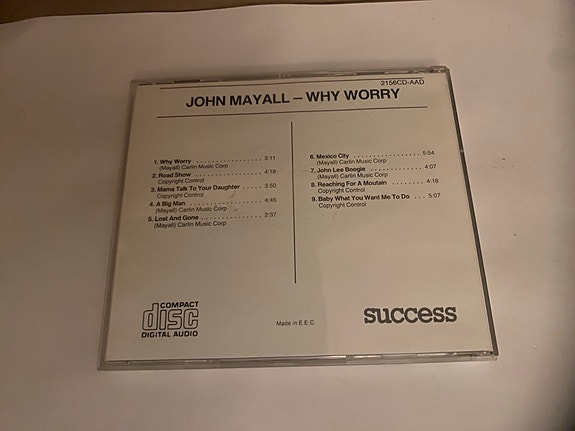 2156CD-AAD
JOHN MAYALL – WHY WORRY
1. Why Worry . . . . . . . . . . . . . . . . 3:11
(Mayall) Carlin Music Corp
2. Road Show . . . . . . . . . . . . . . . . 4:18
Copyright Control
3. Mama Talk To Your Daughter . . . . 3:50
Copyright Control
4. A Big Man . . . . . . . . . . . . . . . . 4:45
(Mayall) Carlin Music Corp
5. Lost And Gone . . . . . . . . . . . . . 2:37
(Mayall) Carlin Music Corp
6. Mexico City . . . . . . . . . . . . . . . 5:54
(Mayall) Carlin Music Corp
7. John Lee Boogie . . . . . . . . . . . . 4:07
(Mayall) Carlin Music Corp
8. Reaching For A Moutain . . . . . . . 4:18
Copyright Control
9. Baby What You Want Me To Do . . . 5:07
Copyright Control
COMPACT
disc
DIGITAL AUDIO
Made in E.E.C.
success